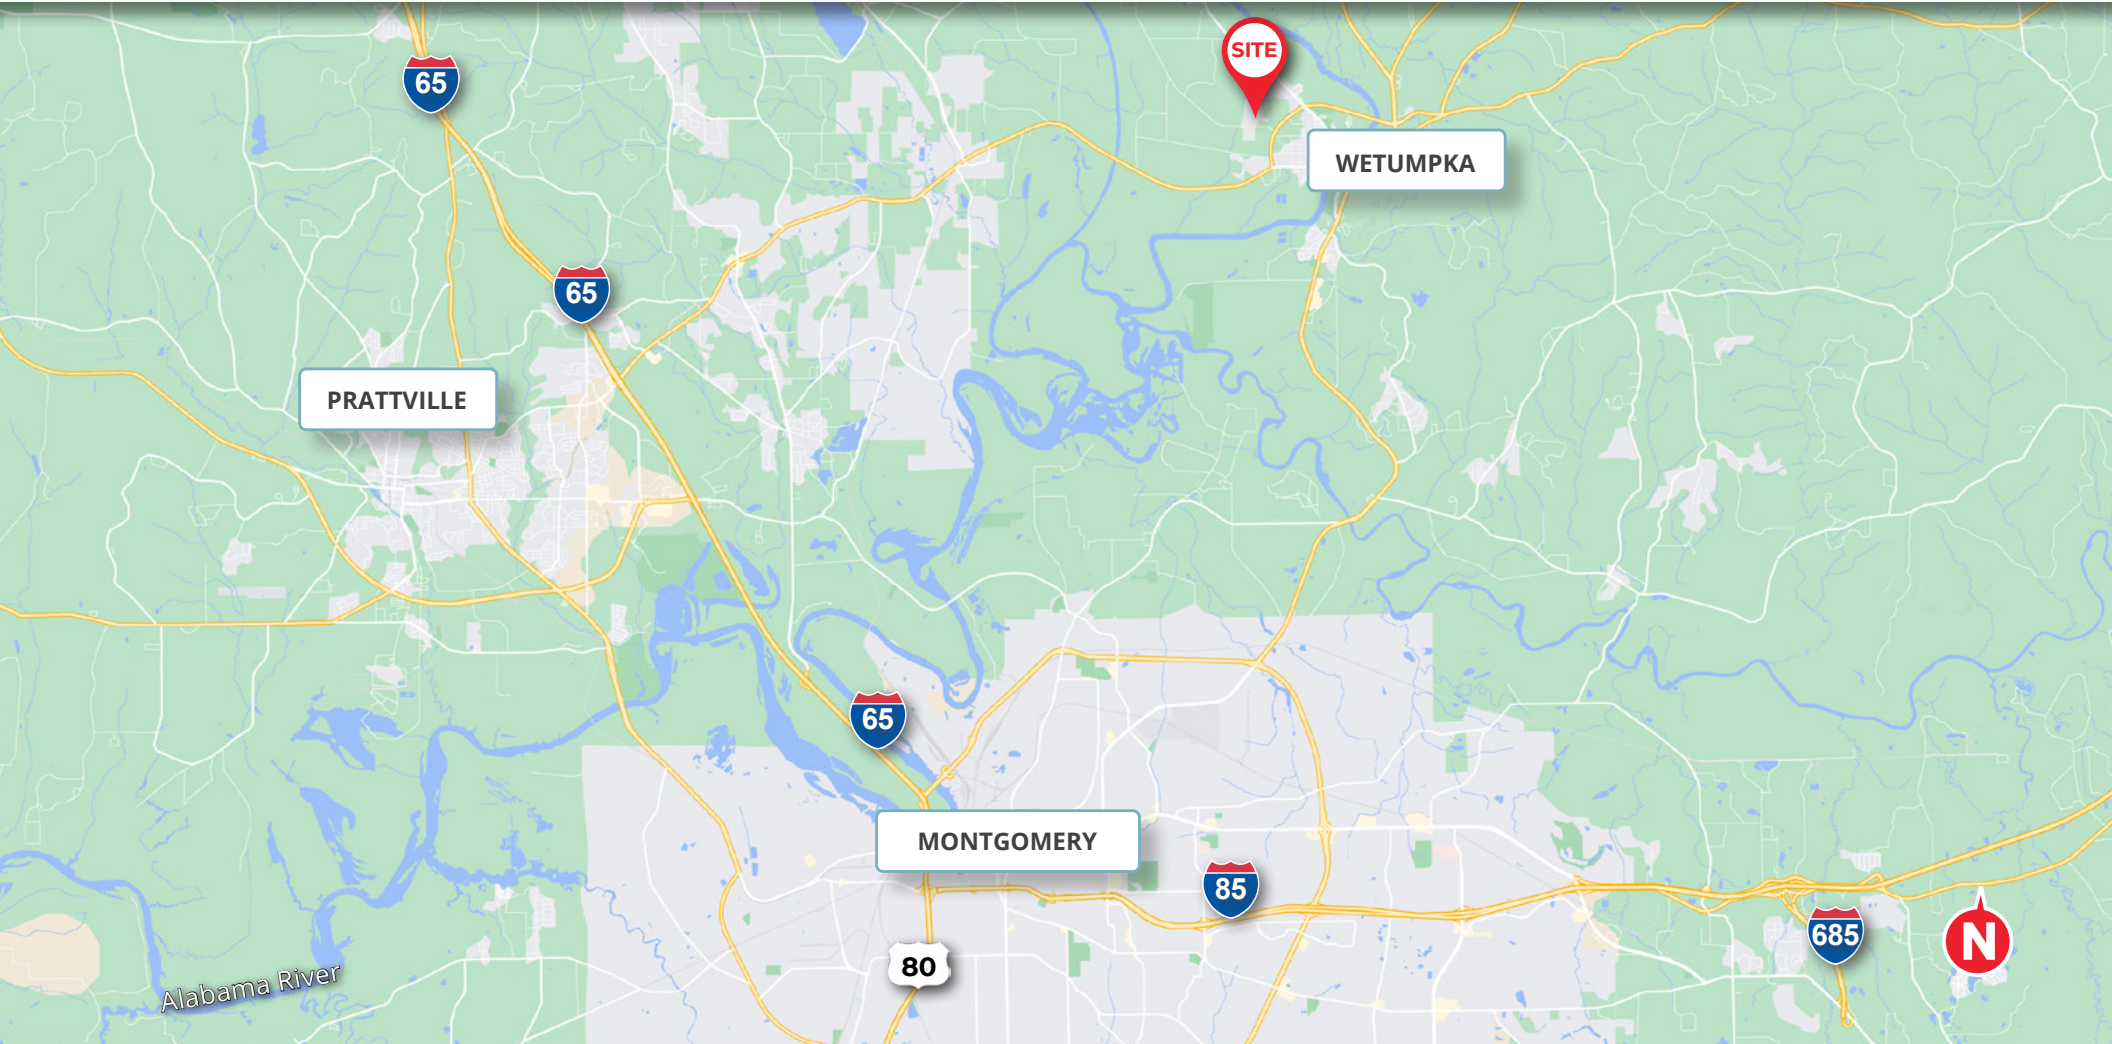 SITE
65
WETUMPKA
65
PRATTVILLE
65
MONTGOMERY
85
685
N
80
Alabama River